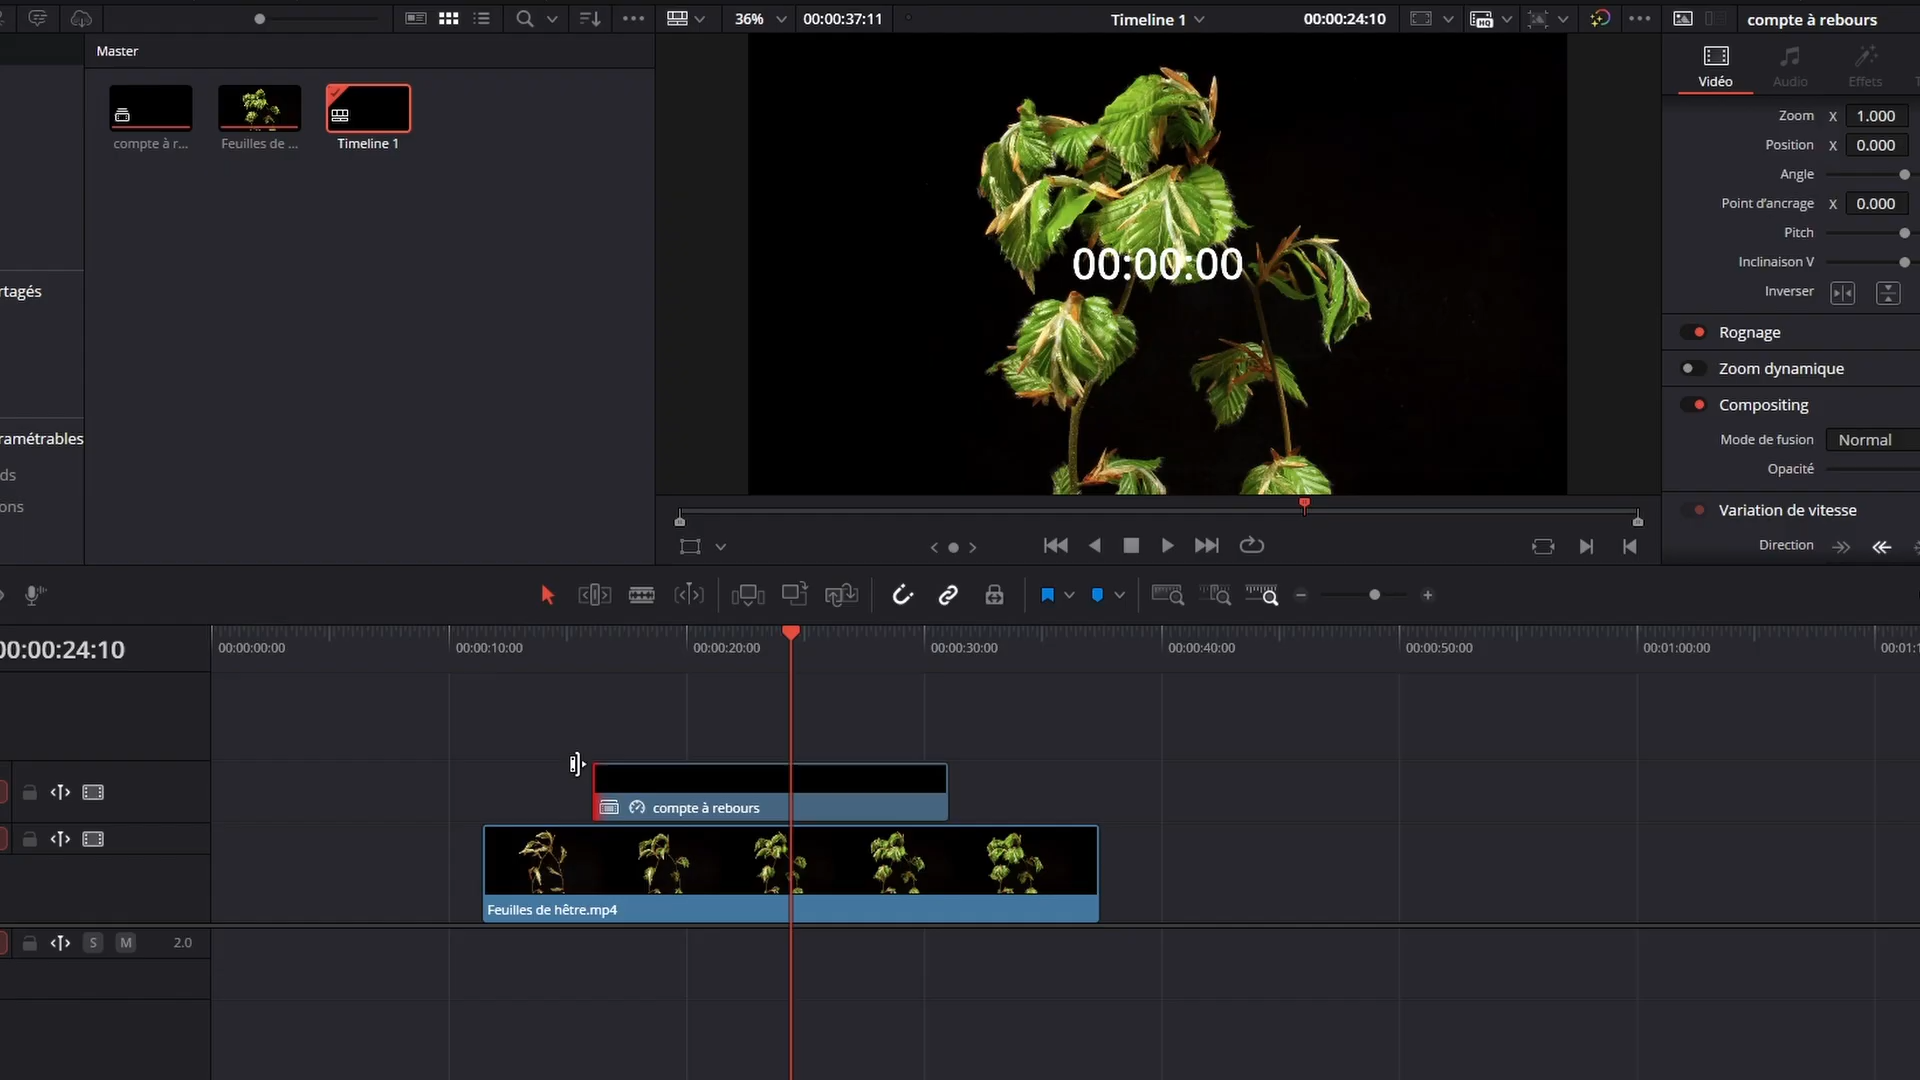 36%
00:00:37:11
Timeline 1
00:00:24:10
compte à rebours
Master
Vidéo
Audio
Effets
compte à r...
Feuilles de ...
Timeline 1
Zoom X 1.000
Position X 0.000
Angle
Point d'ancrage X 0.000
Pitch
Inclinaison V
Inverser
Rognage
Zoom dynamique
Compositing
Mode de fusion Normal
Opacité
Variation de vitesse
Direction
rtagés
ramétrables
ds
ons
00:00:00
HQ
00:00:24:10
00:00:00:00
00:00:10:00
00:00:20:00
00:00:30:00
00:00:40:00
00:00:50:00
00:01:00:00
00:01:1
compte à rebours
Feuilles de hêtre.mp4
S M 2.0